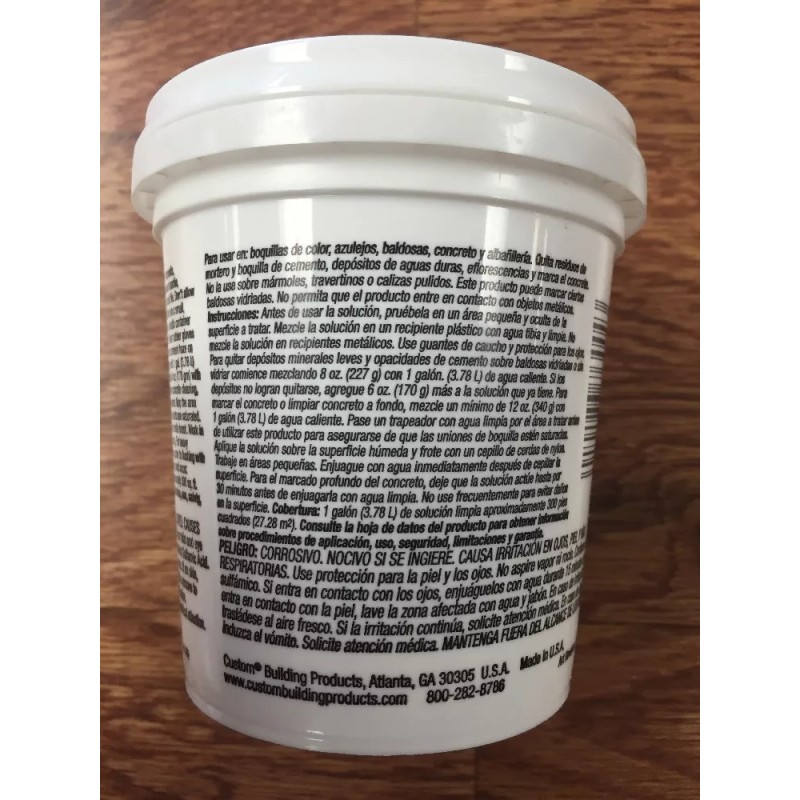 Para usar en: boquillas de color, azulejos, baldosas, concreto y albañilería. Quita residuos de
mortero y boquilla de cemento, depósitos de aguas duras, eflorescencias y marca el concreto.
No la use sobre mármoles, travertinos o calizas pulidos. Este producto puede marcar ciertas
baldosas vidriadas. No permita que el producto entre en contacto con objetos metálicos.
Instrucciones: Antes de usar la solución, pruébela en un área pequeña y oculta de la
superficie a tratar. Mezcle la solución en un recipiente plástico con agua tibia y limpia. No
mezcle la solución en recipientes metálicos. Use guantes de caucho y protección para los ojos.
Para quitar depósitos minerales leves y opacidades de cemento sobre baldosas vidriadas o sin
vidriar comience mezclando 8 oz. (227 g) con 1 galón. (3.78 L) de agua caliente. Si los
depósitos no logran quitarse, agregue 6 oz. (170 g) más a la solución que ya tiene. Para
marcar el concreto o limpiar concreto a fondo, mezcle un mínimo de 12 oz. (340 g) con
1 galón (3.78 L) de agua caliente. Pase un trapeador con agua limpia por el área a tratar antes
de utilizar este producto para asegurarse de que las uniones de boquilla estén saturadas.
Aplique la solución sobre la superficie húmeda y frote con un cepillo de cerdas de nylon.
Trabaje en áreas pequeñas. Enjuague con agua inmediatamente después de cepillar la
superficie. Para el marcado profundo del concreto, deje que la solución actúe hasta por
30 minutos antes de enjuagarla con agua limpia. No use frecuentemente para evitar daños
en la superficie. Cobertura: 1 galón (3.78 L) de solución limpia aproximadamente 300 pies
cuadrados (27.28 m²). Consulte la hoja de datos del producto para obtener información
sobre procedimientos de aplicación, uso, seguridad, limitaciones y garantía.
PELIGRO: CORROSIVO. NOCIVO SI SE INGIERE. CAUSA IRRITACIÓN EN OJOS, PIEL Y
RESPIRATORIAS. Use protección para la piel y los ojos. No aspire vapor ni
sulfámico. Si entra en contacto con los ojos, enjuáguelos con agua durante 15
entra en contacto con la piel, lave la zona afectada con agua y jabón. En caso de
trasládese al aire fresco. Si la irritación continúa, solicite atención médica. En caso
induzca el vómito. Solicite atención médica. MANTENGA FUERA DEL ALCANCE DE
Custom® Building Products, Atlanta, GA 30305 U.S.A. Made in U.S.A.
www.custombuildingproducts.com 800-282-8786